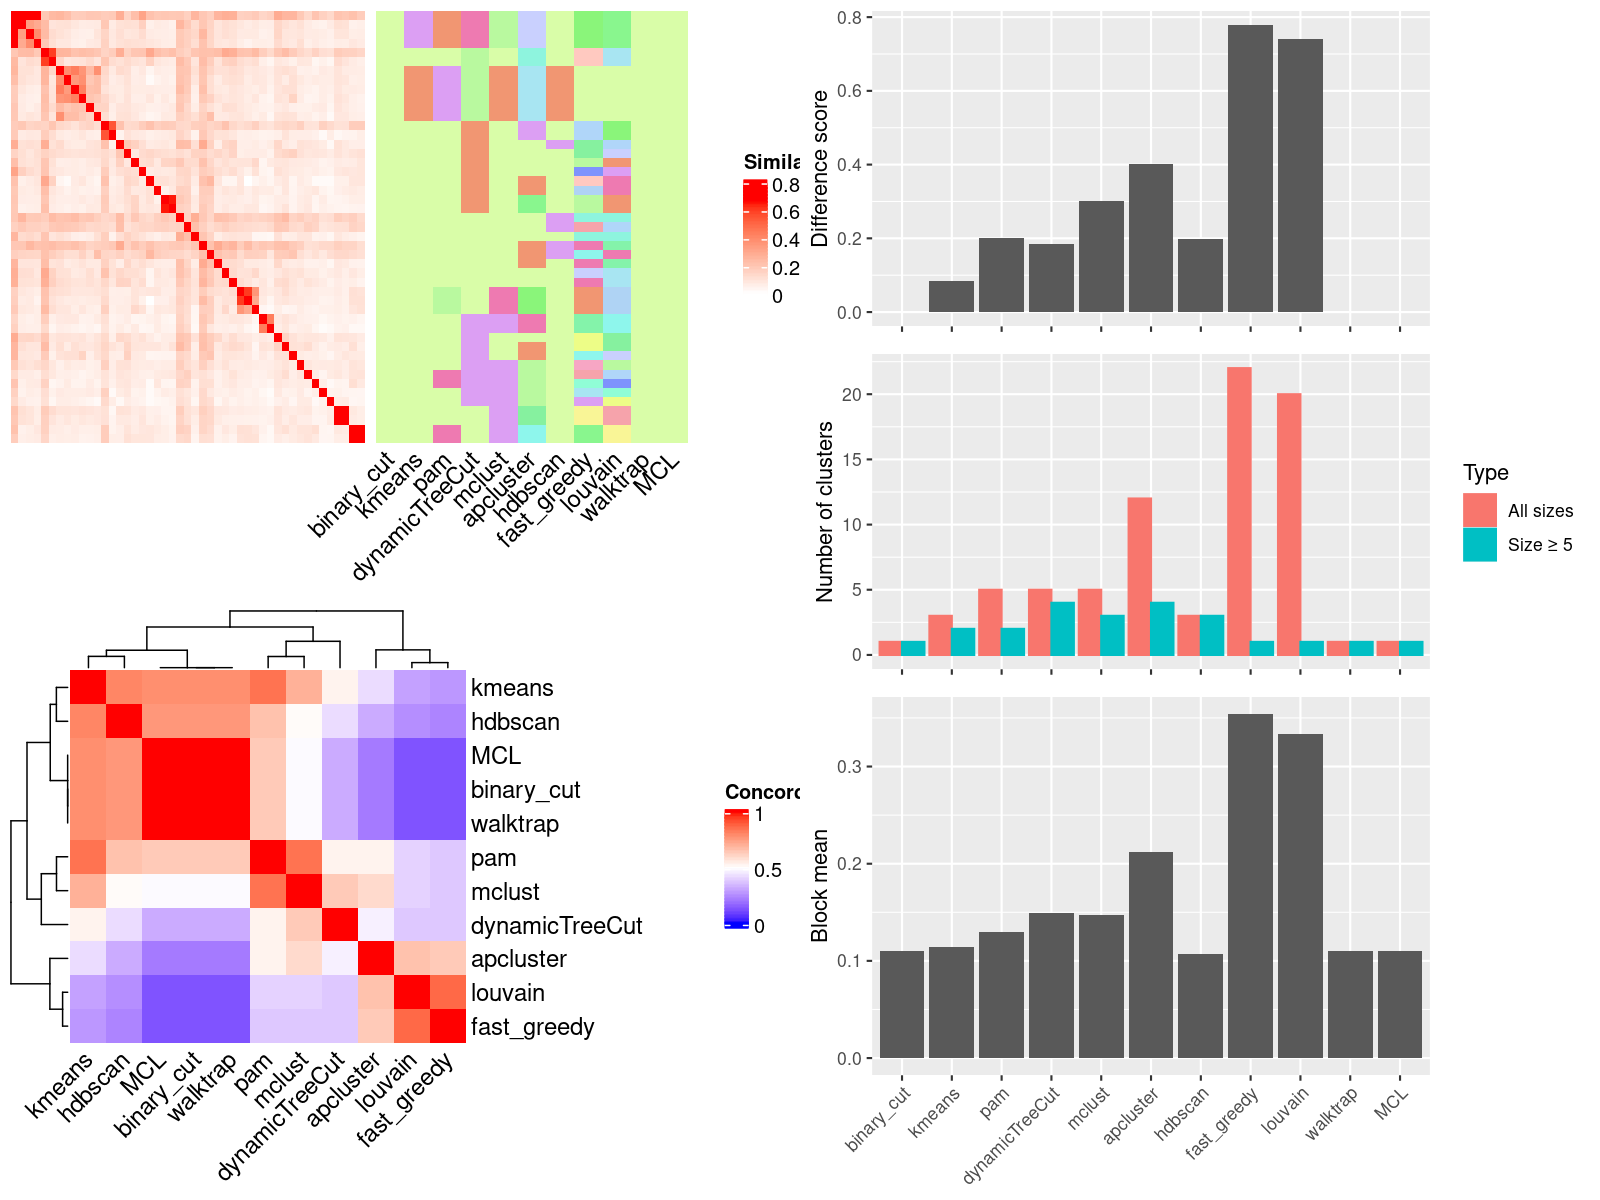 Simila
0.8
0.6
0.4
0.2
0
binary_cut
kmeans
pam
dynamicTreeCut
mclust
apcluster
hdbscan
fast_greedy
louvain
walktrap
MCL
kmeans
hdbscan
MCL
binary_cut
walktrap
pam
mclust
dynamicTreeCut
apcluster
louvain
fast_greedy
kmeans
hdbscan
MCL
binary_cut
walktrap
pam
mclust
dynamicTreeCut
apcluster
louvain
fast_greedy
Concord
1
0.5
0
Difference score
0.8
0.6
0.4
0.2
0.0
Number of clusters
20
15
10
5
0
Type
All sizes
Size ≥ 5
Block mean
0.3
0.2
0.1
0.0
binary_cut
kmeans
pam
dynamicTreeCut
mclust
apcluster
hdbscan
fast_greedy
louvain
walktrap
MCL